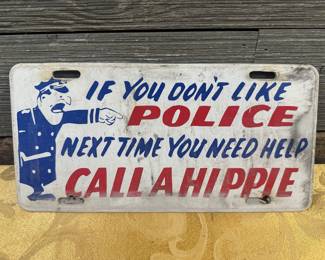 IF YOU DON'T LIKE
POLICE
NEXT TIME YOU NEED HELP
CALL A HIPPIE